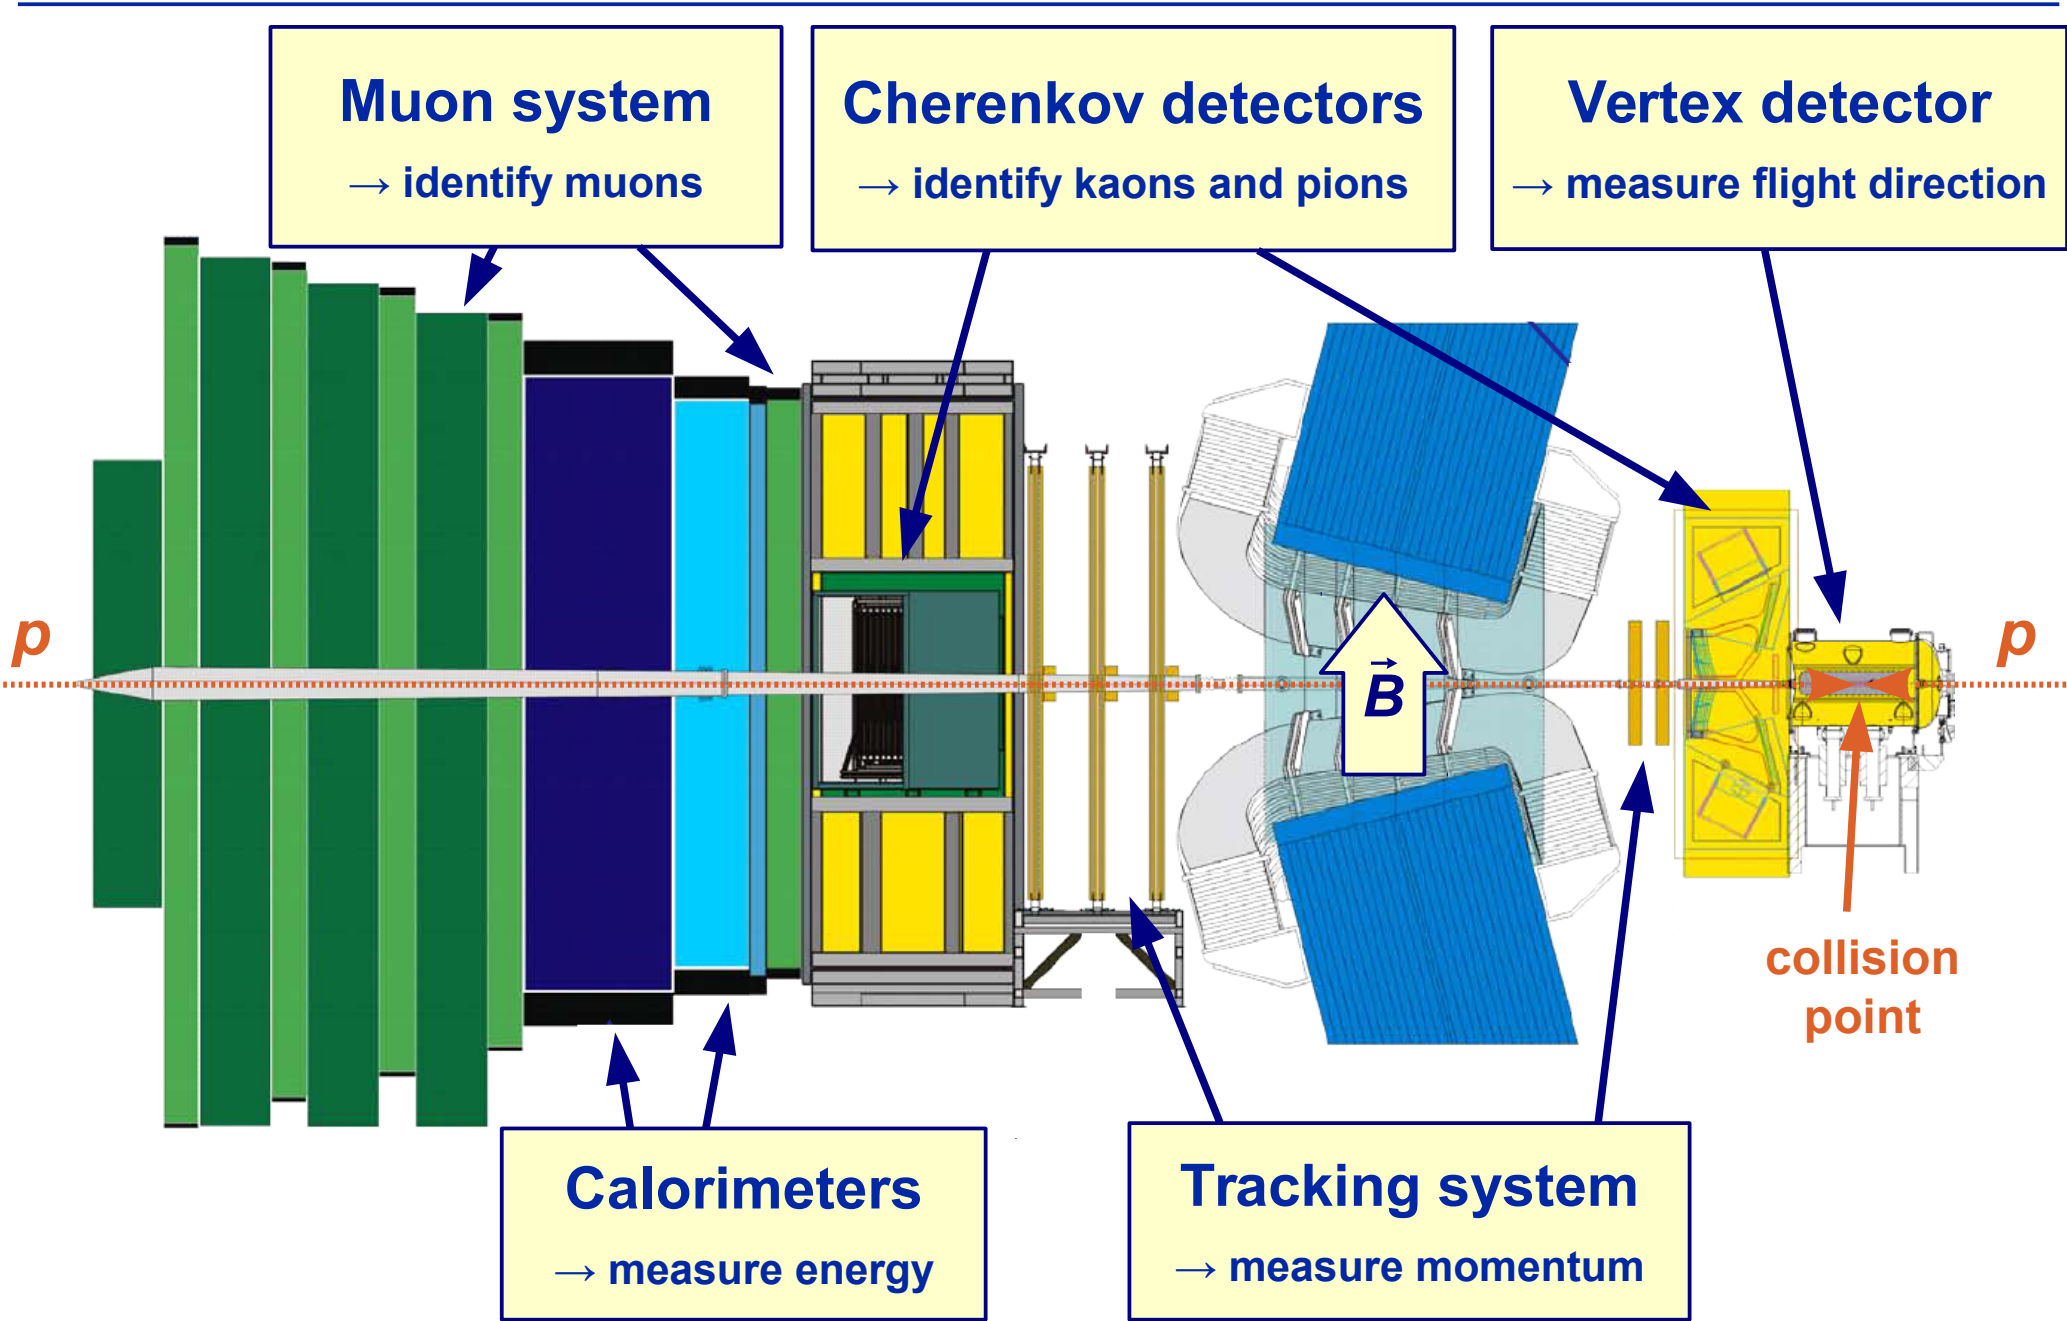 Muon system
→ identify muons
Cherenkov detectors
→ identify kaons and pions
Vertex detector
→ measure flight direction
p
p
B
collision
point
Calorimeters
→ measure energy
Tracking system
→ measure momentum